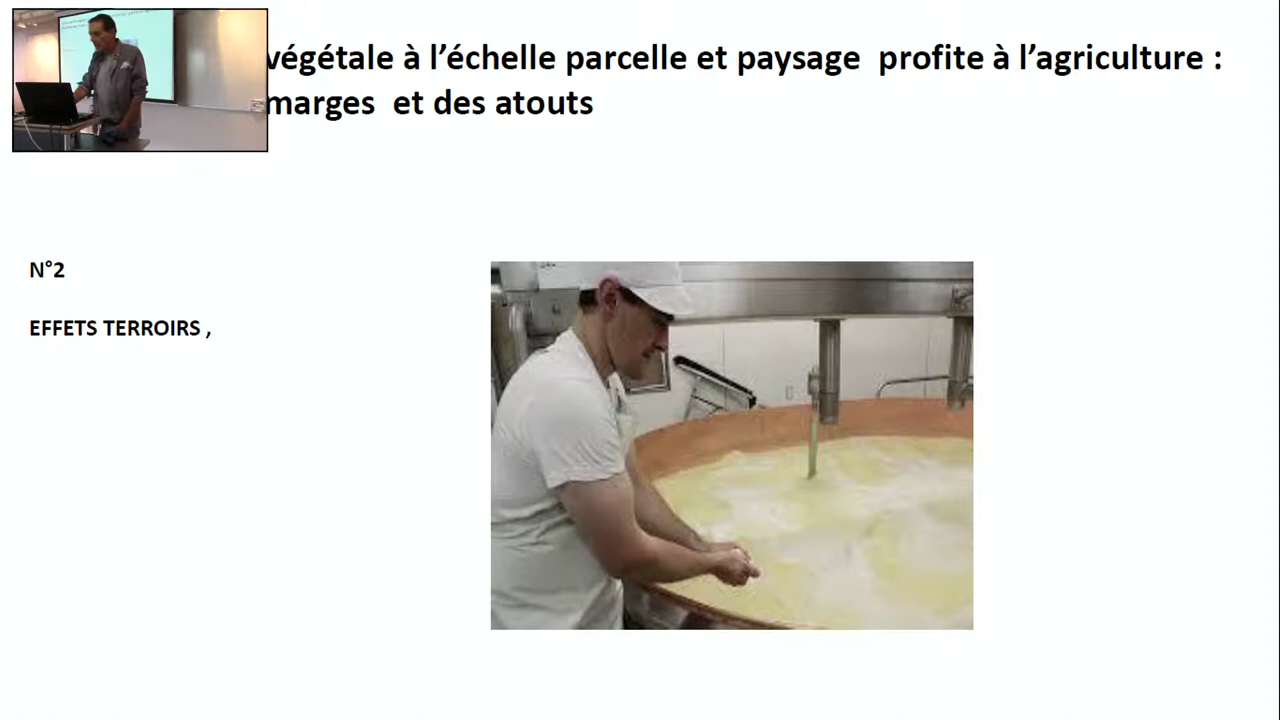 végétale à l’échelle parcelle et paysage profite à l’agriculture :
marges et des atouts
N°2
EFFETS TERROIRS ,